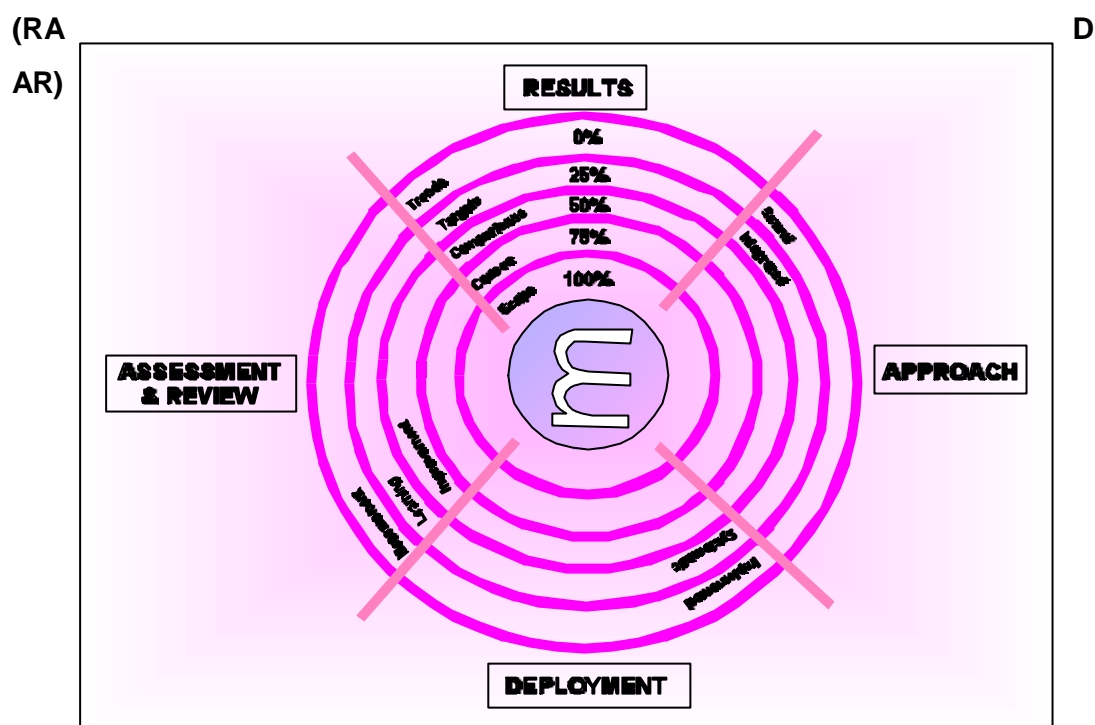 (RA D
AR)
RESULTS
0%
25%
50%
75%
100%
Trends
Targets
Comparisons
Causes
Scope
Sound
Integrated
ASSESSMENT
& REVIEW
APPROACH
Improvement
Learning
Measurement
Systematic
Implemented
DEPLOYMENT